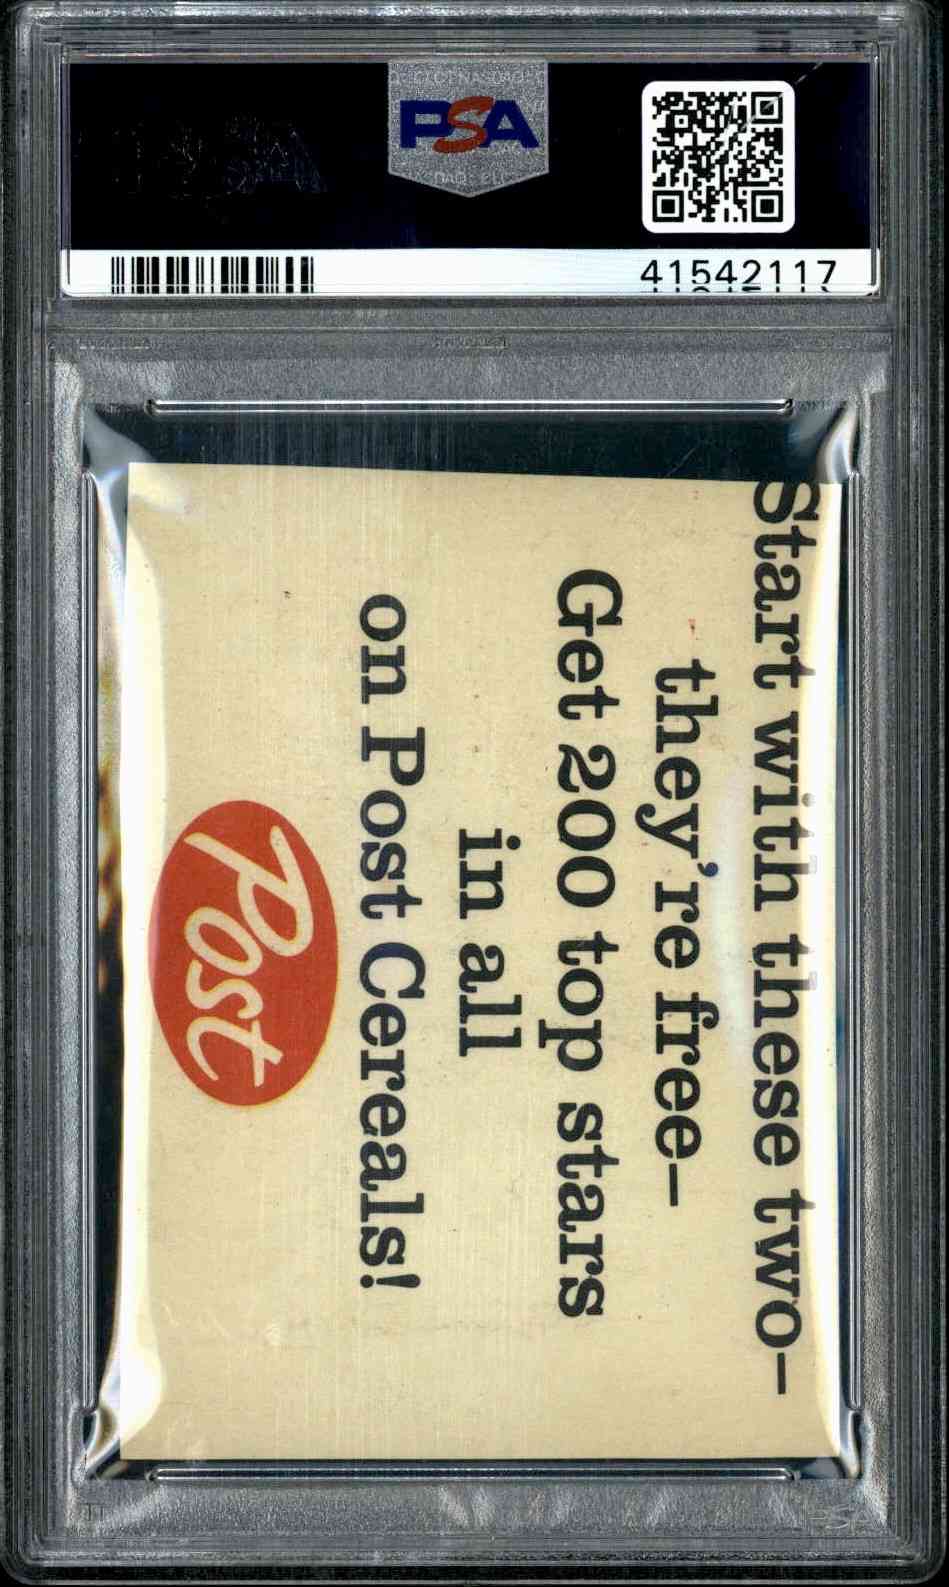 PSA
41542117
Start with these two–
they're free–
Get 200 top stars
in all
on Post Cereals!
Post